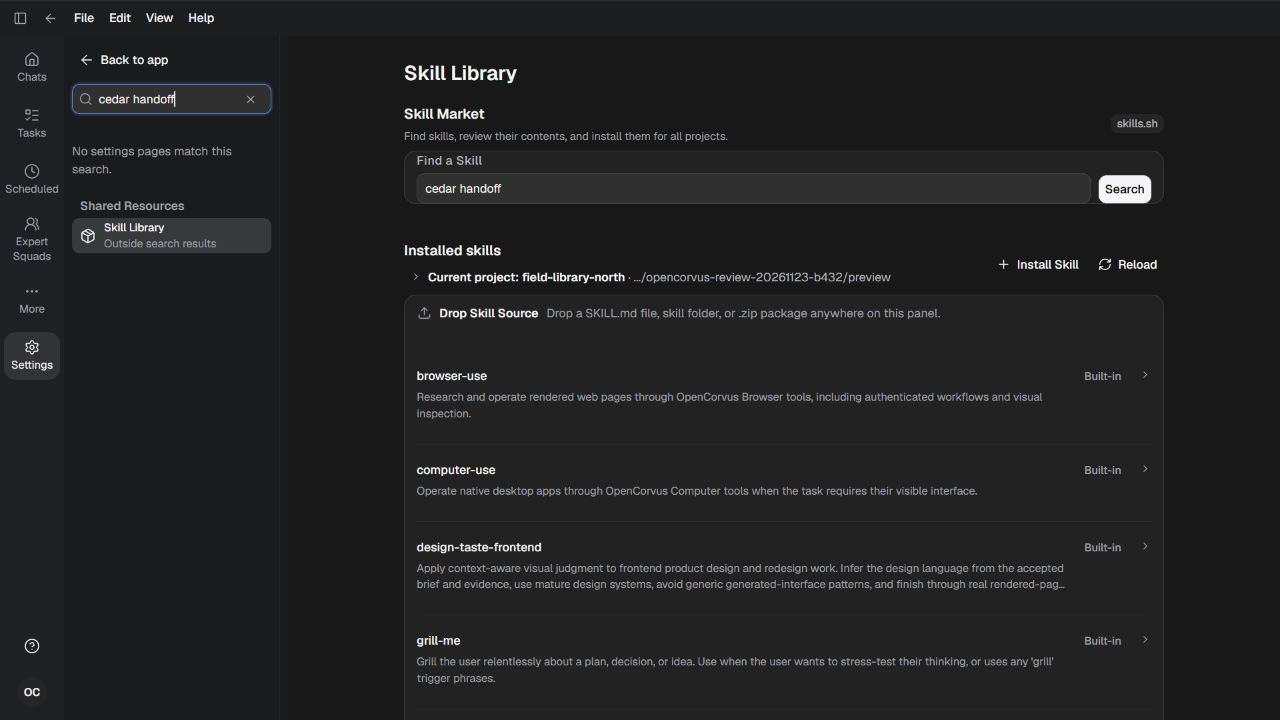 File Edit View Help
Chats
Tasks
Scheduled
Expert
Squads
More
Settings
OC
Back to app
cedar handoff
No settings pages match this
search.
Shared Resources
Skill Library
Outside search results
Skill Library
Skill Market
Find skills, review their contents, and install them for all projects.
skills.sh
Find a Skill
cedar handoff
Search
Installed skills
Current project: field-library-north · .../opencorvus-review-20261123-b432/preview
Install Skill
Reload
Drop Skill Source Drop a SKILL.md file, skill folder, or .zip package anywhere on this panel.
browser-use
Built-in
Research and operate rendered web pages through OpenCorvus Browser tools, including authenticated workflows and visual
inspection.
computer-use
Built-in
Operate native desktop apps through OpenCorvus Computer tools when the task requires their visible interface.
design-taste-frontend
Built-in
Apply context-aware visual judgment to frontend product design and redesign work. Infer the design language from the accepted
brief and evidence, use mature design systems, avoid generic generated-interface patterns, and finish through real rendered-pag...
grill-me
Built-in
Grill the user relentlessly about a plan, decision, or idea. Use when the user wants to stress-test their thinking, or uses any 'grill'
trigger phrases.